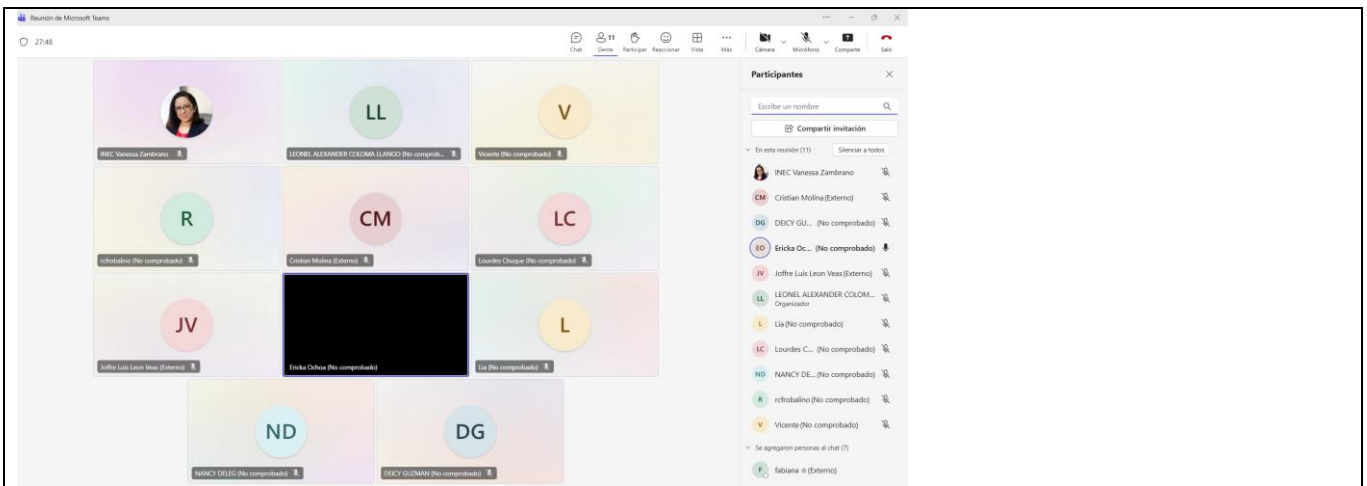 Reunión de Microsoft Teams
27:48
Chat
11
Gente
Participar
Reaccionar
Vista
Más
Cámara
Micrófono
Compartir
Salir
INEC Vanessa Zambrano
LL
LEONEL ALEXANDER COLOMA LLANGO (No comprob...
V
Vicente (No comprobado)
R
rcfrobalino (No comprobado)
CM
Cristian Molina (Externo)
LC
Lourdes Chuque (No comprobado)
JV
Joffre Luis Leon Veas (Externo)
Ericka Ochoa (No comprobado)
L
Lia (No comprobado)
ND
NANCY DELEG (No comprobado)
DG
DEICY GUZMAN (No comprobado)
Participantes
Escribe un nombre
Compartir invitación
En esta reunión (11)
Silenciar a todos
INEC Vanessa Zambrano
CM Cristian Molina (Externo)
DG DEICY GU... (No comprobado)
EO Ericka Oc... (No comprobado)
JV Joffre Luis Leon Veas (Externo)
LL LEONEL ALEXANDER COLOM...
Organizador
L Lia (No comprobado)
LC Lourdes C... (No comprobado)
ND NANCY DE... (No comprobado)
R rcfrobalino (No comprobado)
V Vicente (No comprobado)
Se agregaron personas al chat (7)
F fabiana ☆ (Externo)